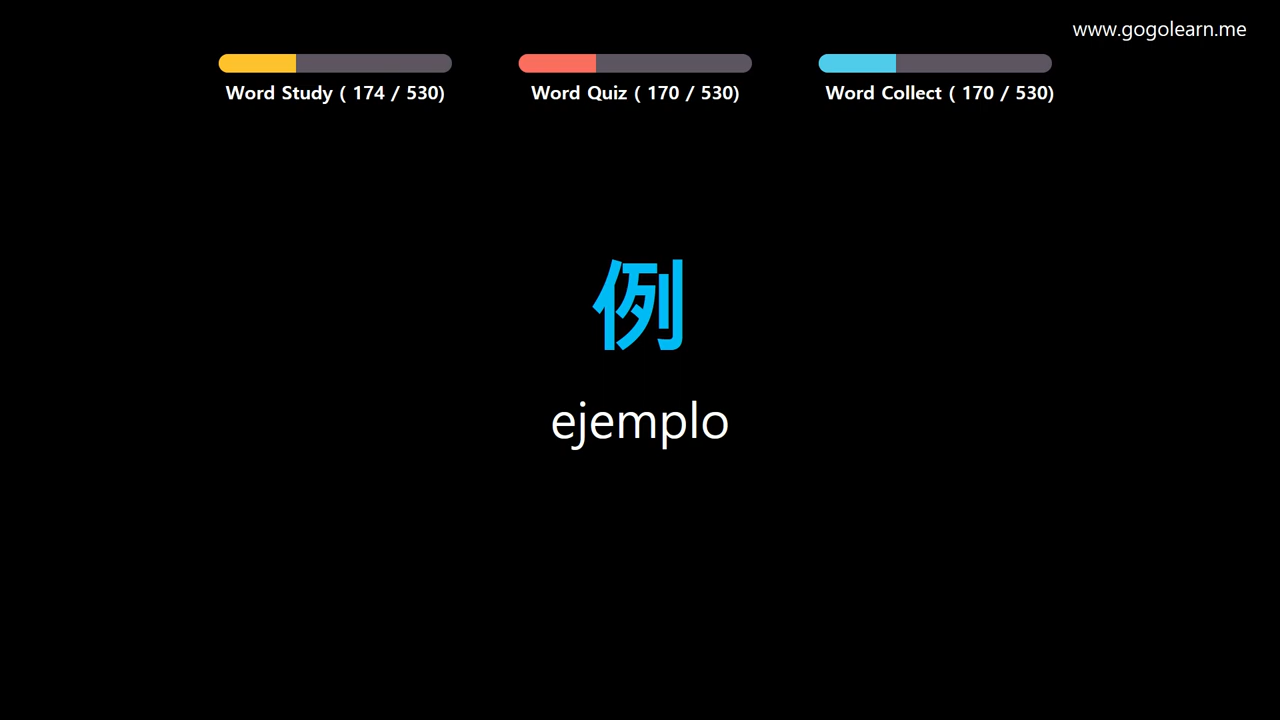 www.gogolearn.me
Word Study ( 174 / 530)
Word Quiz ( 170 / 530)
Word Collect ( 170 / 530)
例
ejemplo